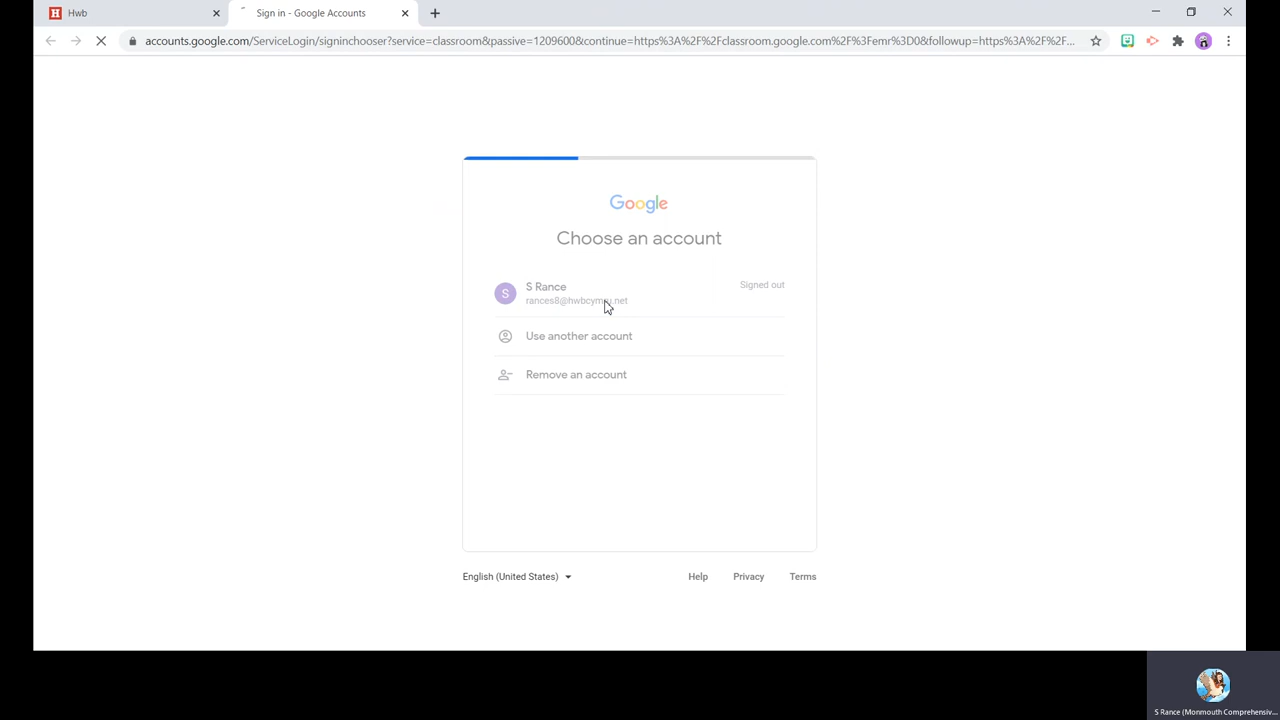 Hwb
Sign in - Google Accounts
accounts.google.com/ServiceLogin/signinchooser?service=classroom&passive=1209600&continue=https%3A%2F%2Fclassroom.google.com%2F%3Femr%3D0&followup=https%3A%2F%2F...
Google
Choose an account
S
S Rance
Signed out
Use another account
Remove an account
English (United States)
Help
Privacy
Terms
S Rance (Monmouth Comprehensiv...